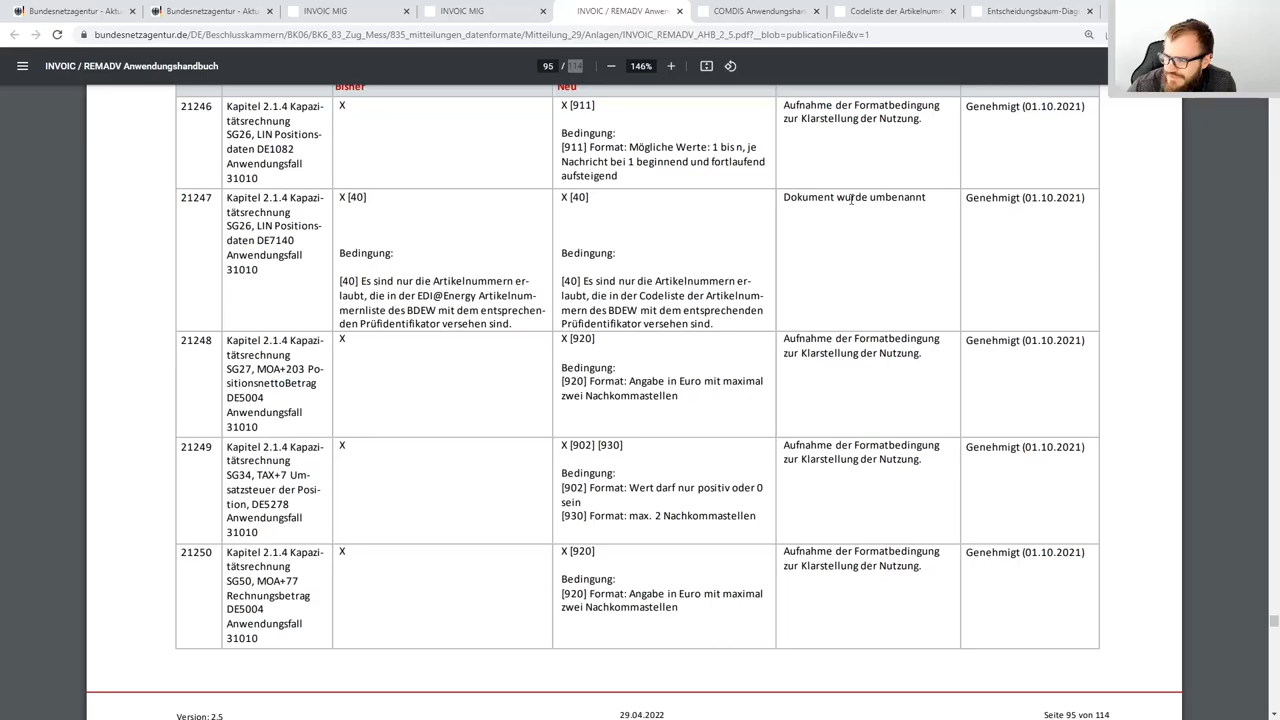 Bundesnetzagentur - Aktu
Bundesnetzagentur - Aktu
INVOIC MIG
INVOIC MIG
INVOIC / REMADV Anwen
COMDIS Anwendungshan
Codeliste der Artikelnumm
Entscheidungsbaum-Diag
bundesnetzagentur.de/DE/Beschlusskammern/BK06/BK6_83_Zug_Mess/835_mitteilungen_datenformate/Mitteilung_29/Anlagen/INVOIC_REMADV_AHB_2_5.pdf?__blob=publicationFile&v=1
INVOIC / REMADV Anwendungshandbuch
95 / 114
146%
Bisher
Neu
21246
Kapitel 2.1.4 Kapazi-
tätsrechnung
SG26, LIN Positions-
daten DE1082
Anwendungsfall
31010
X
X [911]
Bedingung:
[911] Format: Mögliche Werte: 1 bis n, je
Nachricht bei 1 beginnend und fortlaufend
aufsteigend
Aufnahme der Formatbedingung
zur Klarstellung der Nutzung.
Genehmigt (01.10.2021)
21247
Kapitel 2.1.4 Kapazi-
tätsrechnung
SG26, LIN Positions-
daten DE7140
Anwendungsfall
31010
X [40]
Bedingung:
[40] Es sind nur die Artikelnummern er-
laubt, die in der EDI@Energy Artikelnum-
mernliste des BDEW mit dem entsprechen-
den Prüfidentifikator versehen sind.
X [40]
Bedingung:
[40] Es sind nur die Artikelnummern er-
laubt, die in der Codeliste der Artikelnum-
mern des BDEW mit dem entsprechenden
Prüfidentifikator versehen sind.
Dokument wurde umbenannt
Genehmigt (01.10.2021)
21248
Kapitel 2.1.4 Kapazi-
tätsrechnung
SG27, MOA+203 Po-
sitionsnettoBetrag
DE5004
Anwendungsfall
31010
X
X [920]
Bedingung:
[920] Format: Angabe in Euro mit maximal
zwei Nachkommastellen
Aufnahme der Formatbedingung
zur Klarstellung der Nutzung.
Genehmigt (01.10.2021)
21249
Kapitel 2.1.4 Kapazi-
tätsrechnung
SG34, TAX+7 Um-
satzsteuer der Posi-
tion, DE5278
Anwendungsfall
31010
X
X [902] [930]
Bedingung:
[902] Format: Wert darf nur positiv oder 0
sein
[930] Format: max. 2 Nachkommastellen
Aufnahme der Formatbedingung
zur Klarstellung der Nutzung.
Genehmigt (01.10.2021)
21250
Kapitel 2.1.4 Kapazi-
tätsrechnung
SG50, MOA+77
Rechnungsbetrag
DE5004
Anwendungsfall
31010
X
X [920]
Bedingung:
[920] Format: Angabe in Euro mit maximal
zwei Nachkommastellen
Aufnahme der Formatbedingung
zur Klarstellung der Nutzung.
Genehmigt (01.10.2021)
Version: 2.5
29.04.2022
Seite 95 von 114